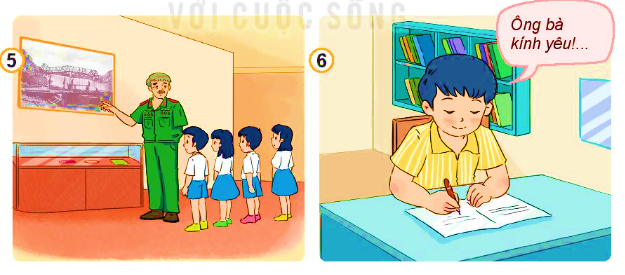 VỚI CUỘC SỐNG
5
6
Ông bà
kính yêu!...